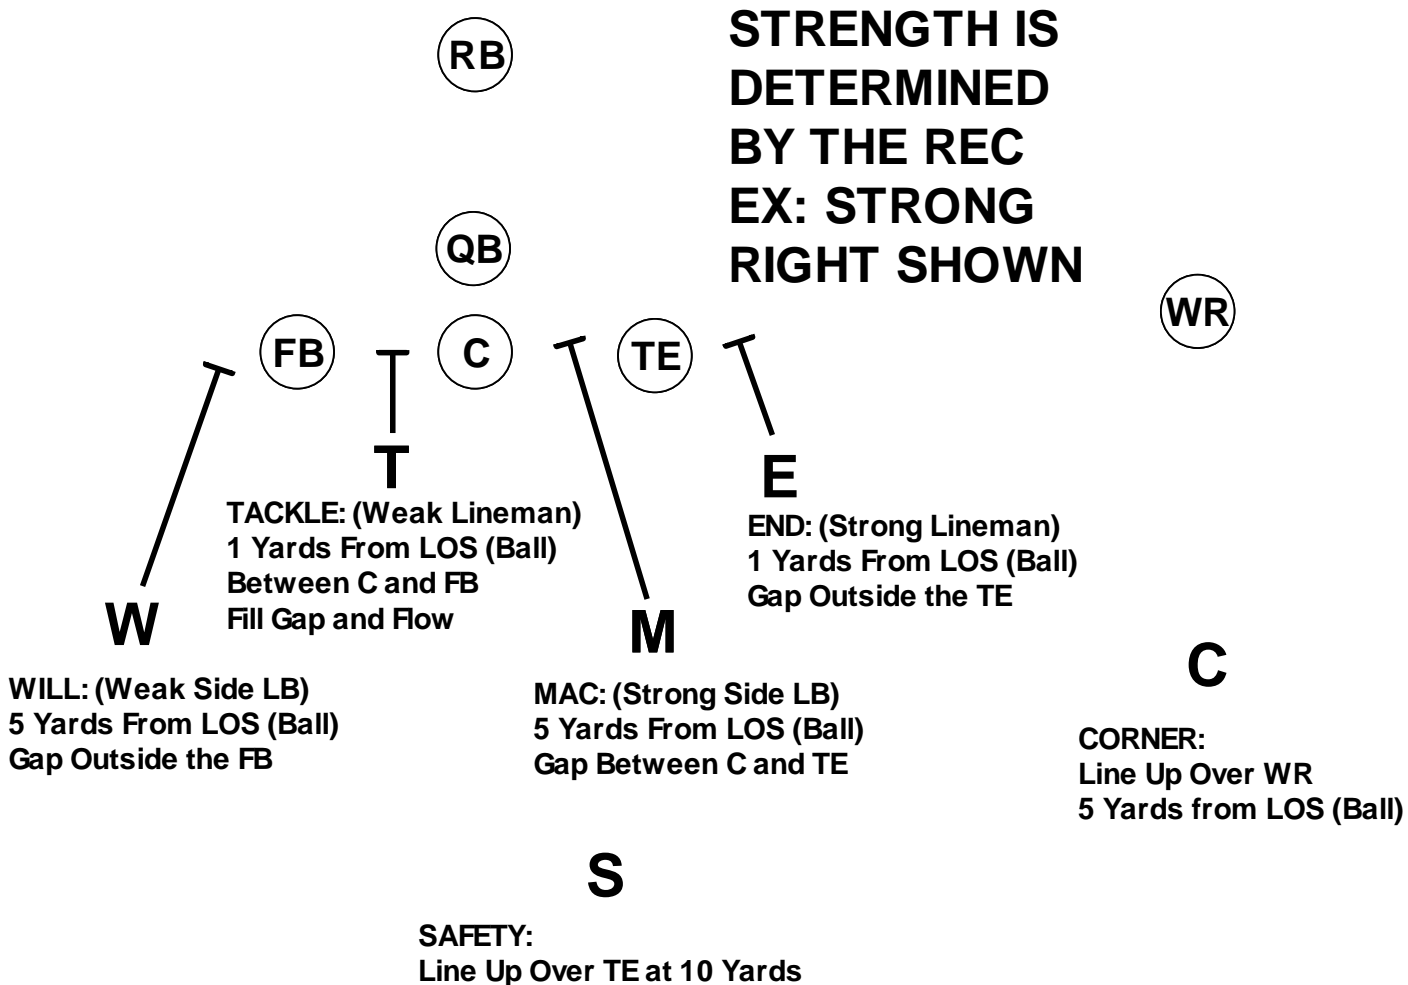 RB
STRENGTH IS
DETERMINED
BY THE REC
EX: STRONG
RIGHT SHOWN
QB
WR
FB
C
TE
T
TACKLE: (Weak Lineman)
1 Yards From LOS (Ball)
Between C and FB
Fill Gap and Flow
E
END: (Strong Lineman)
1 Yards From LOS (Ball)
Gap Outside the TE
W
WILL: (Weak Side LB)
5 Yards From LOS (Ball)
Gap Outside the FB
M
MAC: (Strong Side LB)
5 Yards From LOS (Ball)
Gap Between C and TE
C
CORNER:
Line Up Over WR
5 Yards from LOS (Ball)
S
SAFETY:
Line Up Over TE at 10 Yards